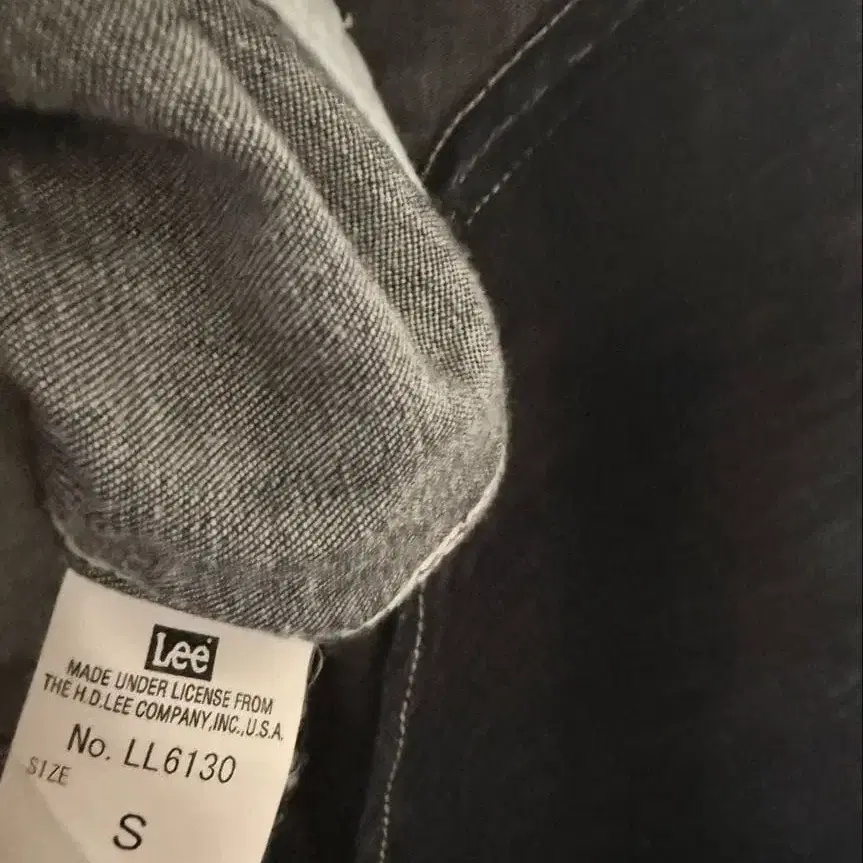 Lee
MADE UNDER LICENSE FROM
THE H.D.LEE COMPANY,INC.,U.S.A.
No. LL6130
SIZE
S